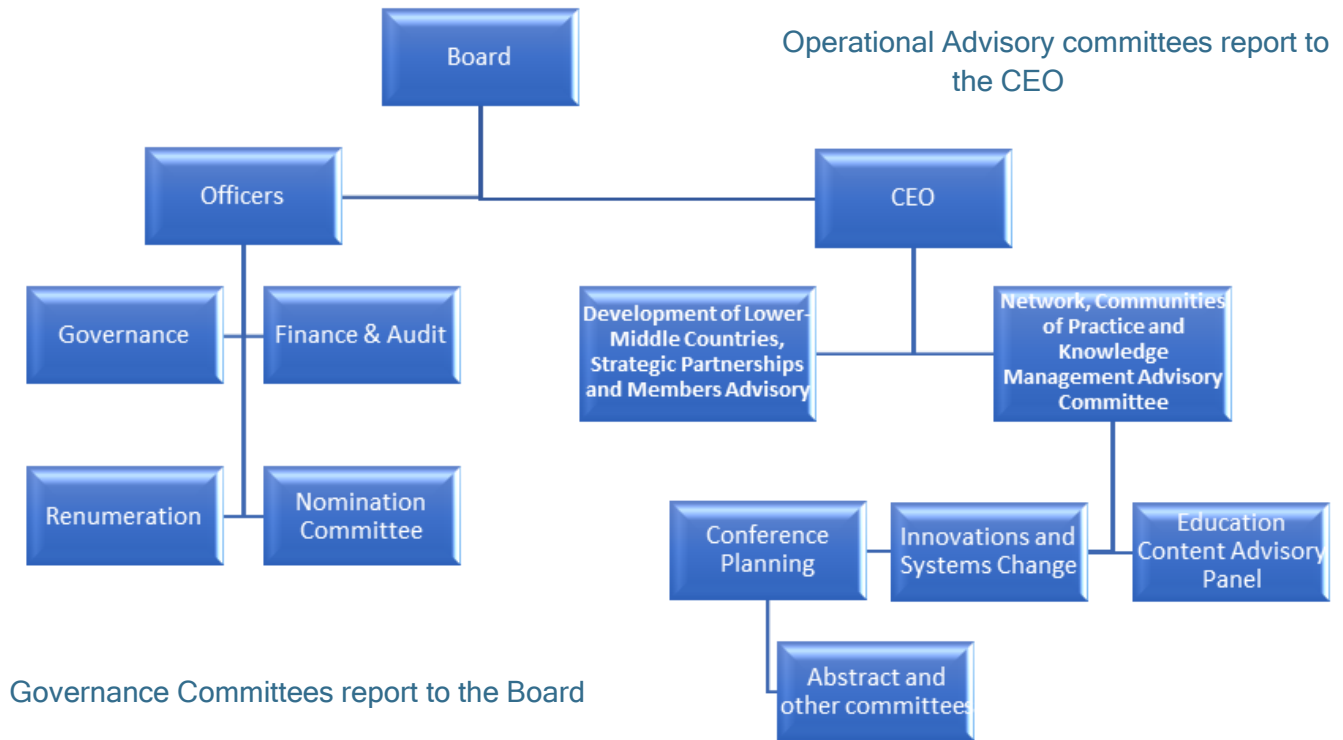 Board
Operational Advisory committees report to
the CEO
Officers
CEO
Governance
Finance & Audit
Development of Lower-
Middle Countries,
Strategic Partnerships
and Members Advisory
Network, Communities
of Practice and
Knowledge
Management Advisory
Committee
Renumeration
Nomination
Committee
Conference
Planning
Innovations and
Systems Change
Education
Content Advisory
Panel
Abstract and
other committees
Governance Committees report to the Board